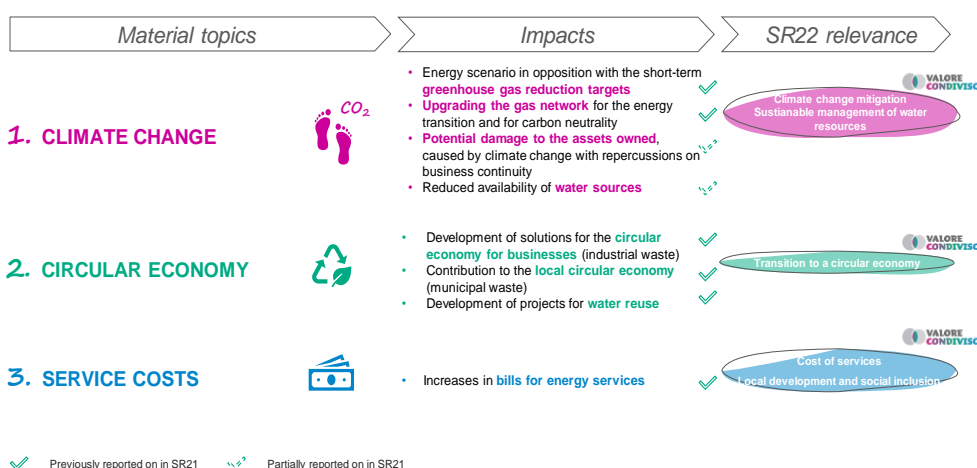 Material topics
Impacts
SR22 relevance
1. CLIMATE CHANGE
CO2
• Energy scenario in opposition with the short-term
greenhouse gas reduction targets
• Upgrading the gas network for the energy
transition and for carbon neutrality
• Potential damage to the assets owned,
caused by climate change with repercussions on
business continuity
• Reduced availability of water sources
VALORE
CONDIVISO
Climate change mitigation
Sustianable management of water
resources
2. CIRCULAR ECONOMY
• Development of solutions for the circular
economy for businesses (industrial waste)
• Contribution to the local circular economy
(municipal waste)
• Development of projects for water reuse
VALORE
CONDIVISO
Transition to a circular economy
3. SERVICE COSTS
• Increases in bills for energy services
VALORE
CONDIVISO
Cost of services
Local development and social inclusion
Previously reported on in SR21
Partially reported on in SR21